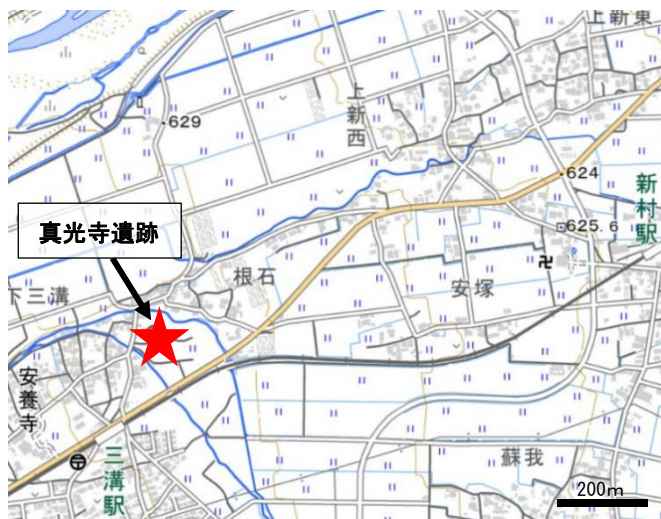 上新東
629
上新西
624
新村駅
625.6
真光寺遺跡
根石
安塚
下三溝
安養寺
蘇我
三溝駅
200m